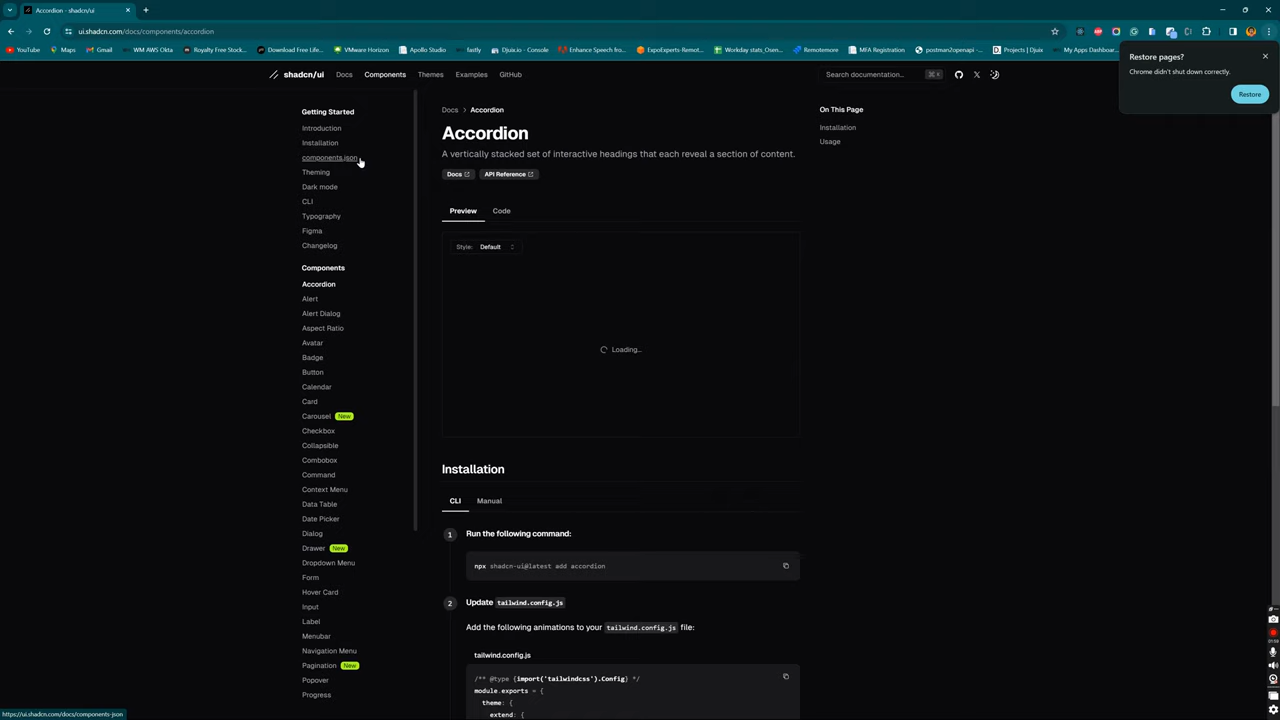 Accordion - shadcn/ui
ui.shadcn.com/docs/components/accordion
YouTube
Maps
Gmail
WM AWS Okta
Royalty Free Stock...
Download Free Life...
VMware Horizon
Apollo Studio
fastly
Djuix.io - Console
Enhance Speech from...
ExpoExperts-Remot...
Workday stats_Osen...
Remotemore
MFA Registration
postman2openapi -...
Projects | Djuix
My Apps Dashboar...
Restore pages?
Chrome didn't shut down correctly.
Restore
shadcn/ui
Docs
Components
Themes
Examples
GitHub
Search documentation...
⌘ K
Getting Started
Introduction
Installation
components.json
Theming
Dark mode
CLI
Typography
Figma
Changelog
Components
Accordion
Alert
Alert Dialog
Aspect Ratio
Avatar
Badge
Button
Calendar
Card
Carousel New
Checkbox
Collapsible
Combobox
Command
Context Menu
Data Table
Date Picker
Dialog
Drawer New
Dropdown Menu
Form
Hover Card
Input
Label
Menubar
Navigation Menu
Pagination New
Popover
Progress
Docs > Accordion
Accordion
A vertically stacked set of interactive headings that each reveal a section of content.
Docs
API Reference
Preview
Code
Style: Default
Loading...
Installation
CLI
Manual
1 Run the following command:
npx shadcn-ui@latest add accordion
2 Update tailwind.config.js
Add the following animations to your tailwind.config.js file:
tailwind.config.js
/** @type {import('tailwindcss').Config} */
module.exports = {
theme: {
extend: {
On This Page
Installation
Usage
https://ui.shadcn.com/docs/components-json